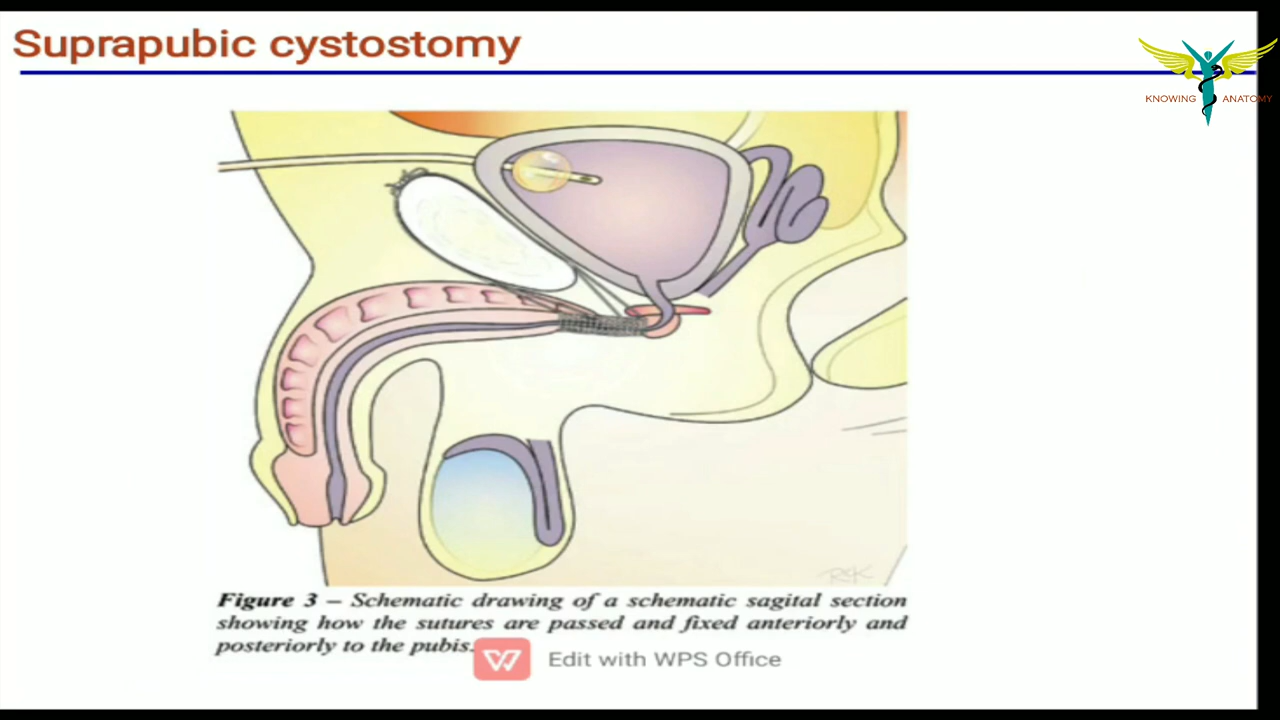 Suprapubic cystostomy
KNOWING ANATOMY
Figure 3 – Schematic drawing of a schematic sagital section
showing how the sutures are passed and fixed anteriorly and
posteriorly to the pubis.
Edit with WPS Office